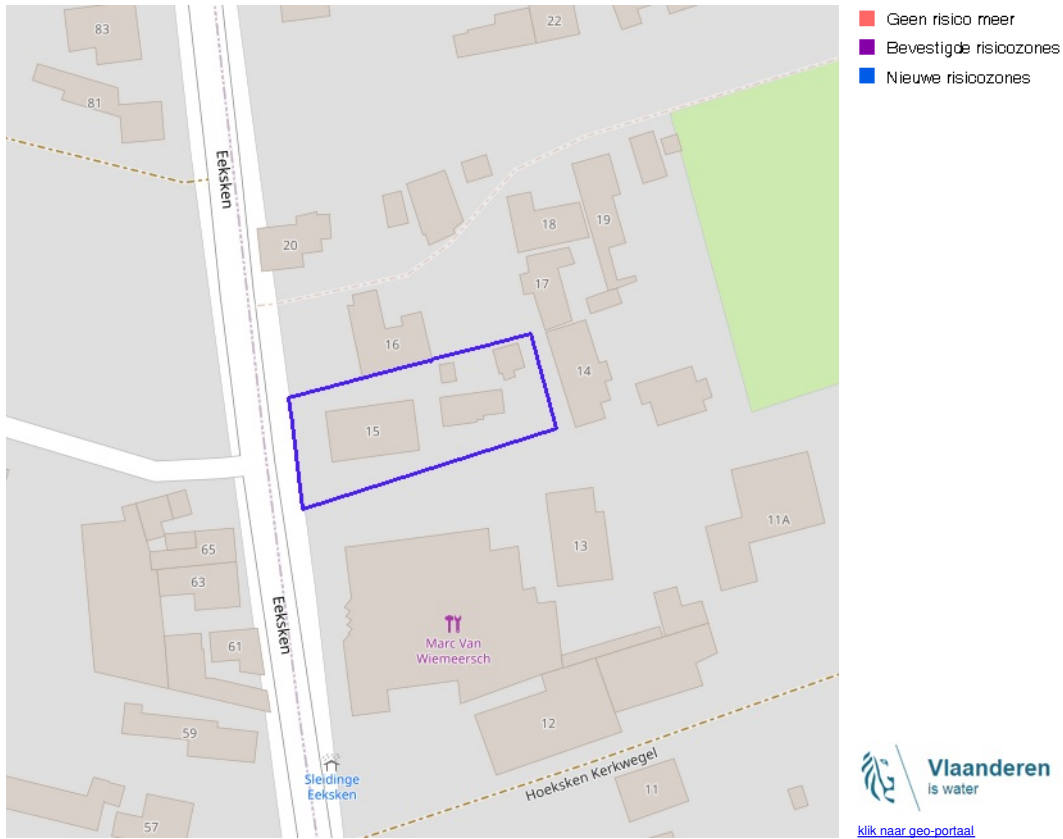 83
22
Geen risico meer
Bevestigde risicozones
Nieuwe risicozones
81
Eeksken
20
18
19
17
16
14
15
11A
13
65
63
Eeksken
61
Marc Van
Wiemeersch
59
12
Sleidinge
Eeksken
Hoeksken Kerkwegel
11
57
Vlaanderen
is water
klik naar geo-portaal